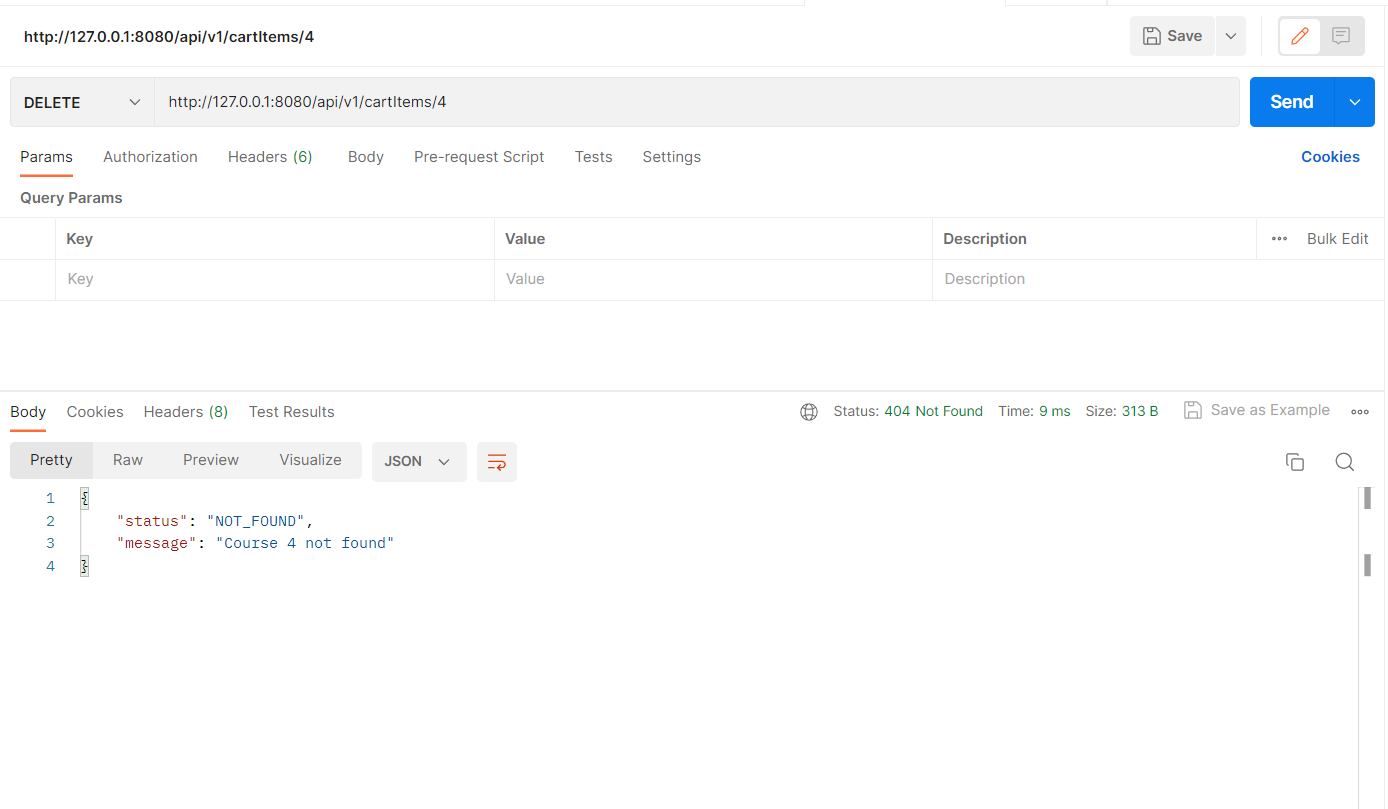 http://127.0.0.1:8080/api/v1/cartItems/4
Save
DELETE
http://127.0.0.1:8080/api/v1/cartItems/4
Send
Params Authorization Headers (6) Body Pre-request Script Tests Settings Cookies
Query Params
Key Value Description Bulk Edit
Key Value Description
Body Cookies Headers (8) Test Results Status: 404 Not Found Time: 9 ms Size: 313 B Save as Example
Pretty Raw Preview Visualize JSON
1 {
2 "status": "NOT_FOUND",
3 "message": "Course 4 not found"
4 }